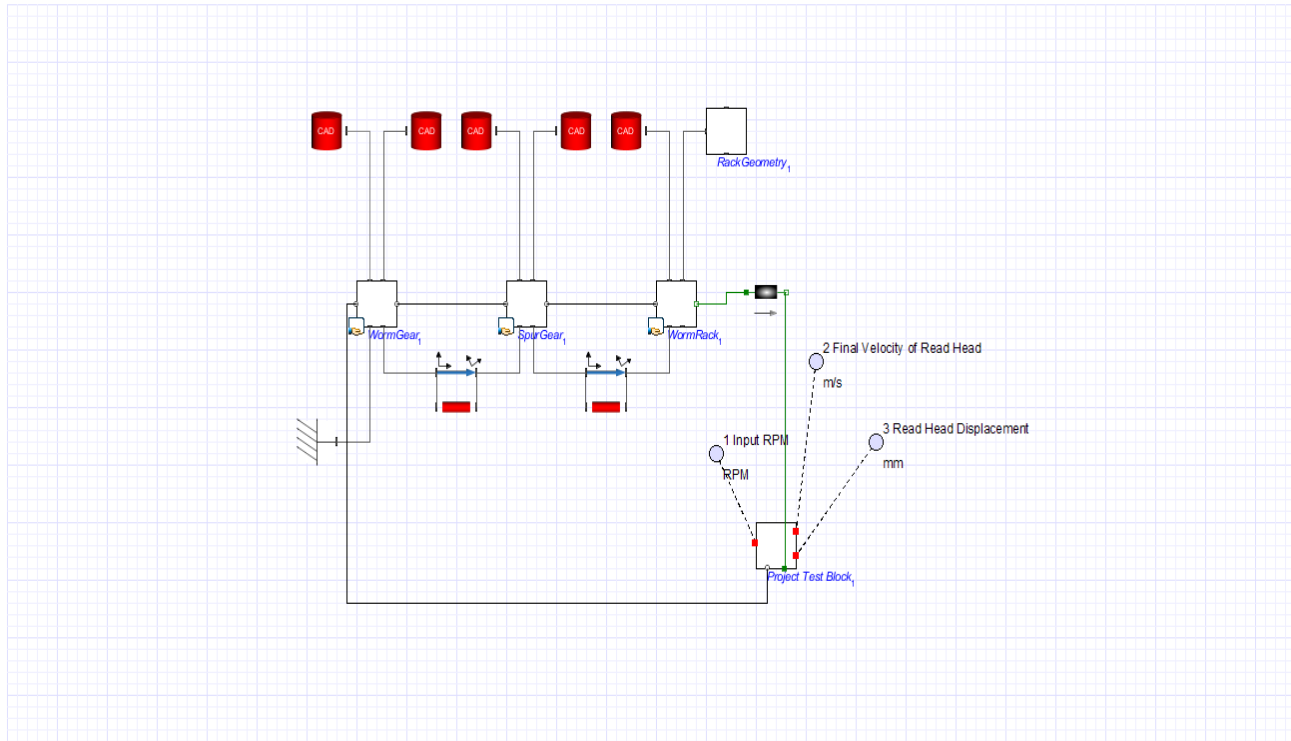 CAD
CAD
CAD
CAD
CAD
RackGeometry1
WormGear1
SpurGear1
WormRack1
2 Final Velocity of Read Head
m/s
1 Input RPM
RPM
3 Read Head Displacement
mm
Project Test Block1